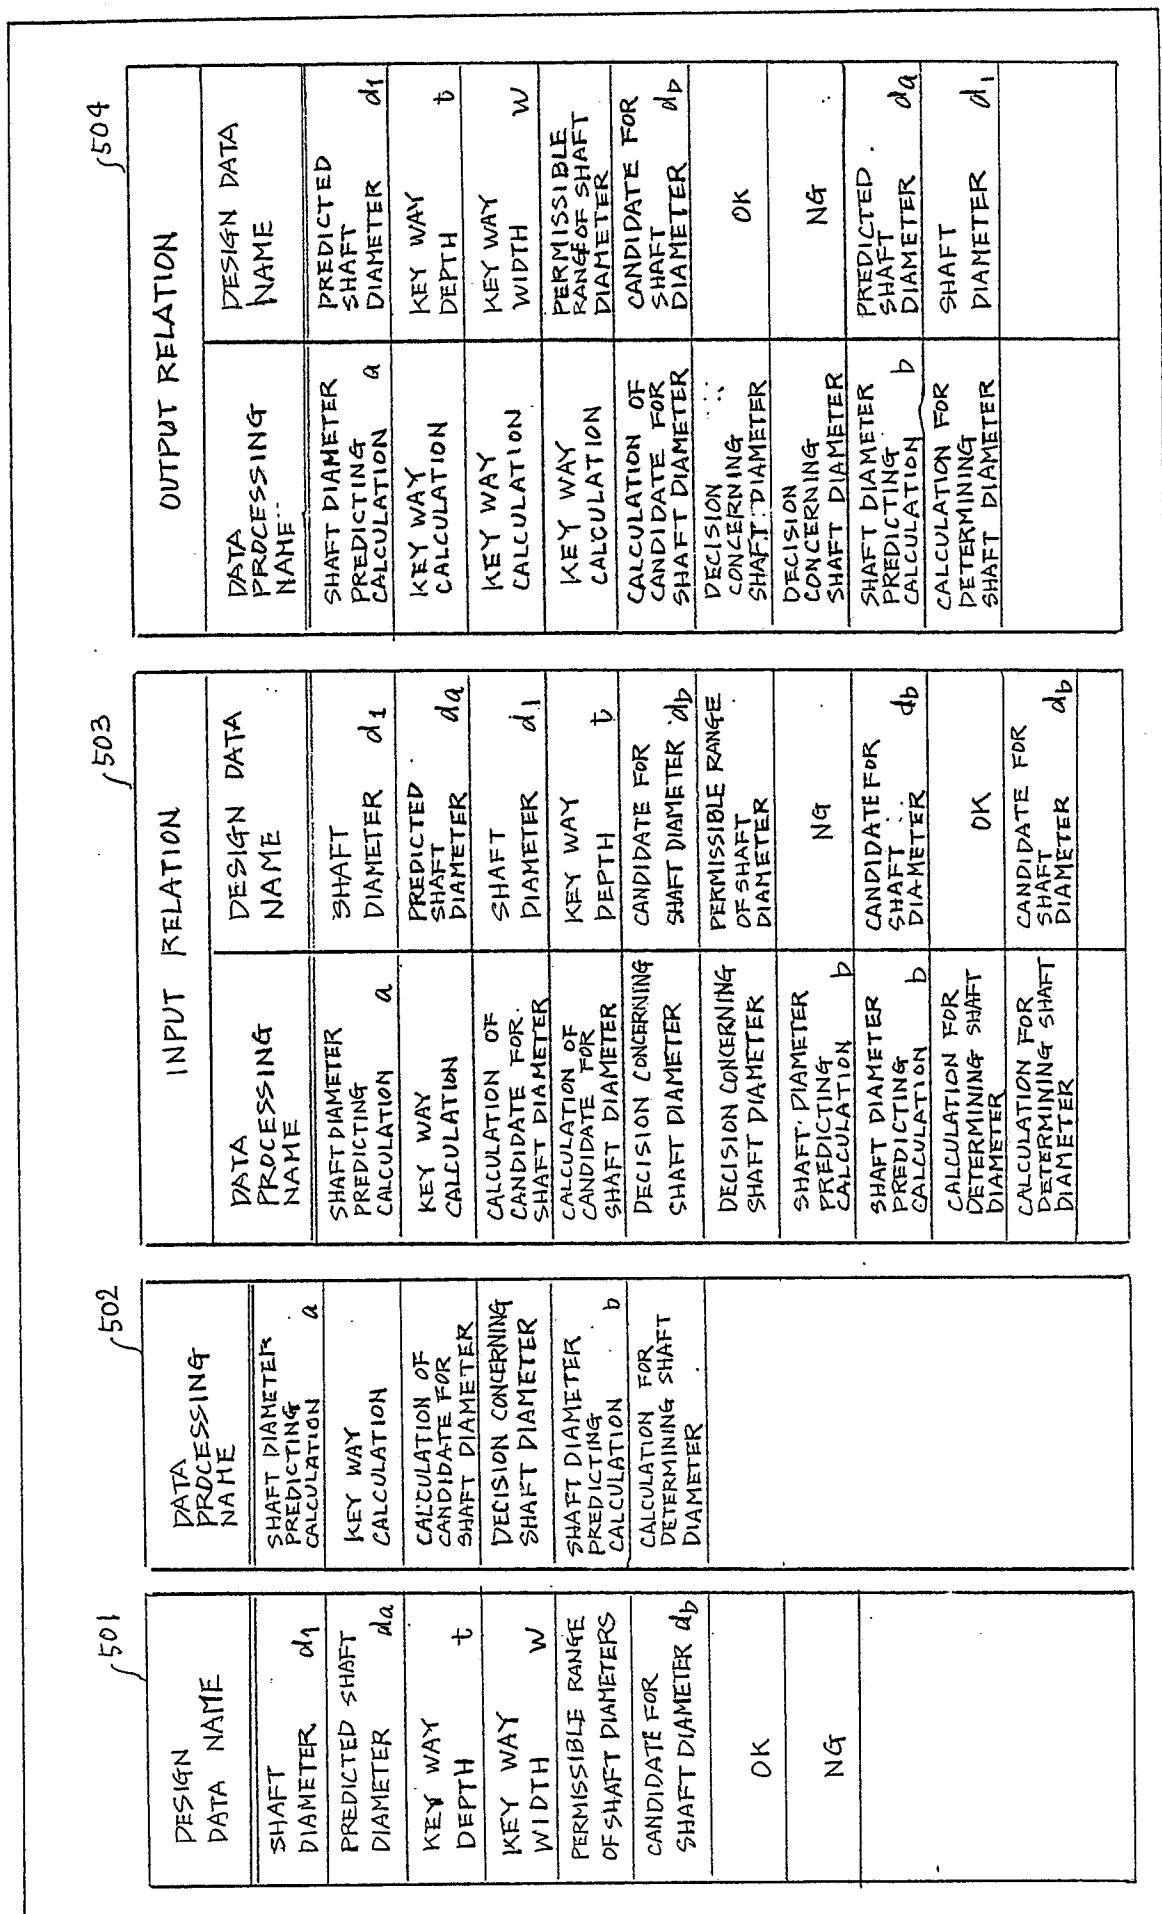 501
DESIGN
DATA NAME
SHAFT
DIAMETER d1
PREDICTED SHAFT
DIAMETER da
KEY WAY
DEPTH t
KEY WAY
WIDTH W
PERMISSIBLE RANGE
OF SHAFT DIAMETERS
CANDIDATE FOR
SHAFT DIAMETER db
OK
NG
502
DATA
PROCESSING
NAME
SHAFT DIAMETER
PREDICTING
CALCULATION a
KEY WAY
CALCULATION
CALCULATION OF
CANDIDATE FOR
SHAFT DIAMETER
DECISION CONCERNING
SHAFT DIAMETER
SHAFT DIAMETER
PREDICTING
CALCULATION b
CALCULATION FOR
DETERMINING SHAFT
DIAMETER
503
INPUT RELATION
DATA
PROCESSING
NAME
DESIGN DATA
NAME
SHAFT DIAMETER
PREDICTING
CALCULATION a
SHAFT
DIAMETER d1
KEY WAY
CALCULATION
PREDICTED
SHAFT
DIAMETER da
CALCULATION OF
CANDIDATE FOR
SHAFT DIAMETER
SHAFT
DIAMETER d1
CALCULATION OF
CANDIDATE FOR
SHAFT DIAMETER
KEY WAY
DEPTH t
DECISION CONCERNING
SHAFT DIAMETER
CANDIDATE FOR
SHAFT DIAMETER db
DECISION CONCERNING
SHAFT DIAMETER
PERMISSIBLE RANGE
OF SHAFT
DIAMETER
SHAFT DIAMETER
PREDICTING
CALCULATION b
NG
SHAFT DIAMETER
PREDICTING
CALCULATION b
CANDIDATE FOR
SHAFT
DIAMETER db
CALCULATION FOR
DETERMINING SHAFT
DIAMETER
OK
CALCULATION FOR
DETERMINING SHAFT
DIAMETER
CANDIDATE FOR
SHAFT
DIAMETER db
504
OUTPUT RELATION
DATA
PROCESSING
NAME
DESIGN DATA
NAME
SHAFT DIAMETER
PREDICTING
CALCULATION a
PREDICTED
SHAFT
DIAMETER d1
KEY WAY
CALCULATION
KEY WAY
DEPTH t
KEY WAY
CALCULATION
KEY WAY
WIDTH W
KEY WAY
CALCULATION
PERMISSIBLE
RANGE OF SHAFT
DIAMETER
CALCULATION OF
CANDIDATE FOR
SHAFT DIAMETER
CANDIDATE FOR
SHAFT
DIAMETER db
DECISION
CONCERNING
SHAFT DIAMETER
OK
DECISION
CONCERNING
SHAFT DIAMETER
NG
SHAFT DIAMETER
PREDICTING
CALCULATION b
PREDICTED
SHAFT
DIAMETER da
CALCULATION FOR
DETERMINING
SHAFT DIAMETER
SHAFT
DIAMETER d1